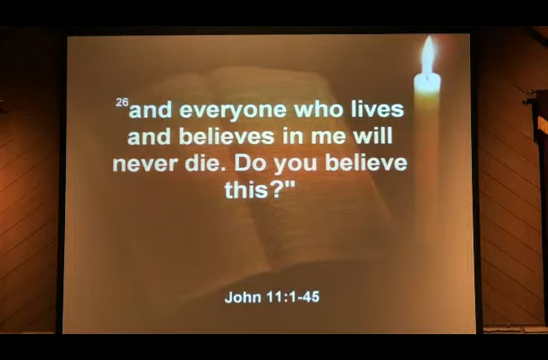 26and everyone who lives
and believes in me will
never die. Do you believe
this?"
John 11:1-45